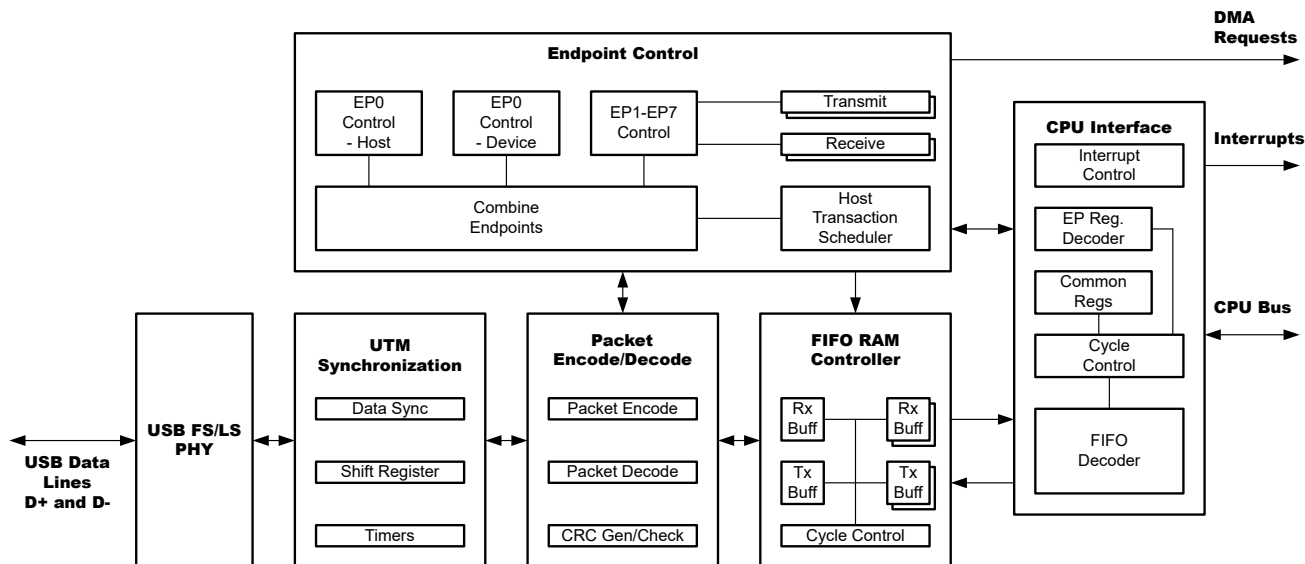 DMA
Requests
Endpoint Control
EP0
Control
- Host
EP0
Control
- Device
EP1-EP7
Control
Transmit
Receive
Combine
Endpoints
Host
Transaction
Scheduler
CPU Interface
Interrupt
Control
EP Reg.
Decoder
Common
Regs
Cycle
Control
FIFO
Decoder
Interrupts
CPU Bus
USB Data
Lines
D+ and D-
USB FS/LS
PHY
UTM
Synchronization
Data Sync
Shift Register
Timers
Packet
Encode/Decode
Packet Encode
Packet Decode
CRC Gen/Check
FIFO RAM
Controller
Rx
Buff
Rx
Buff
Tx
Buff
Tx
Buff
Cycle Control